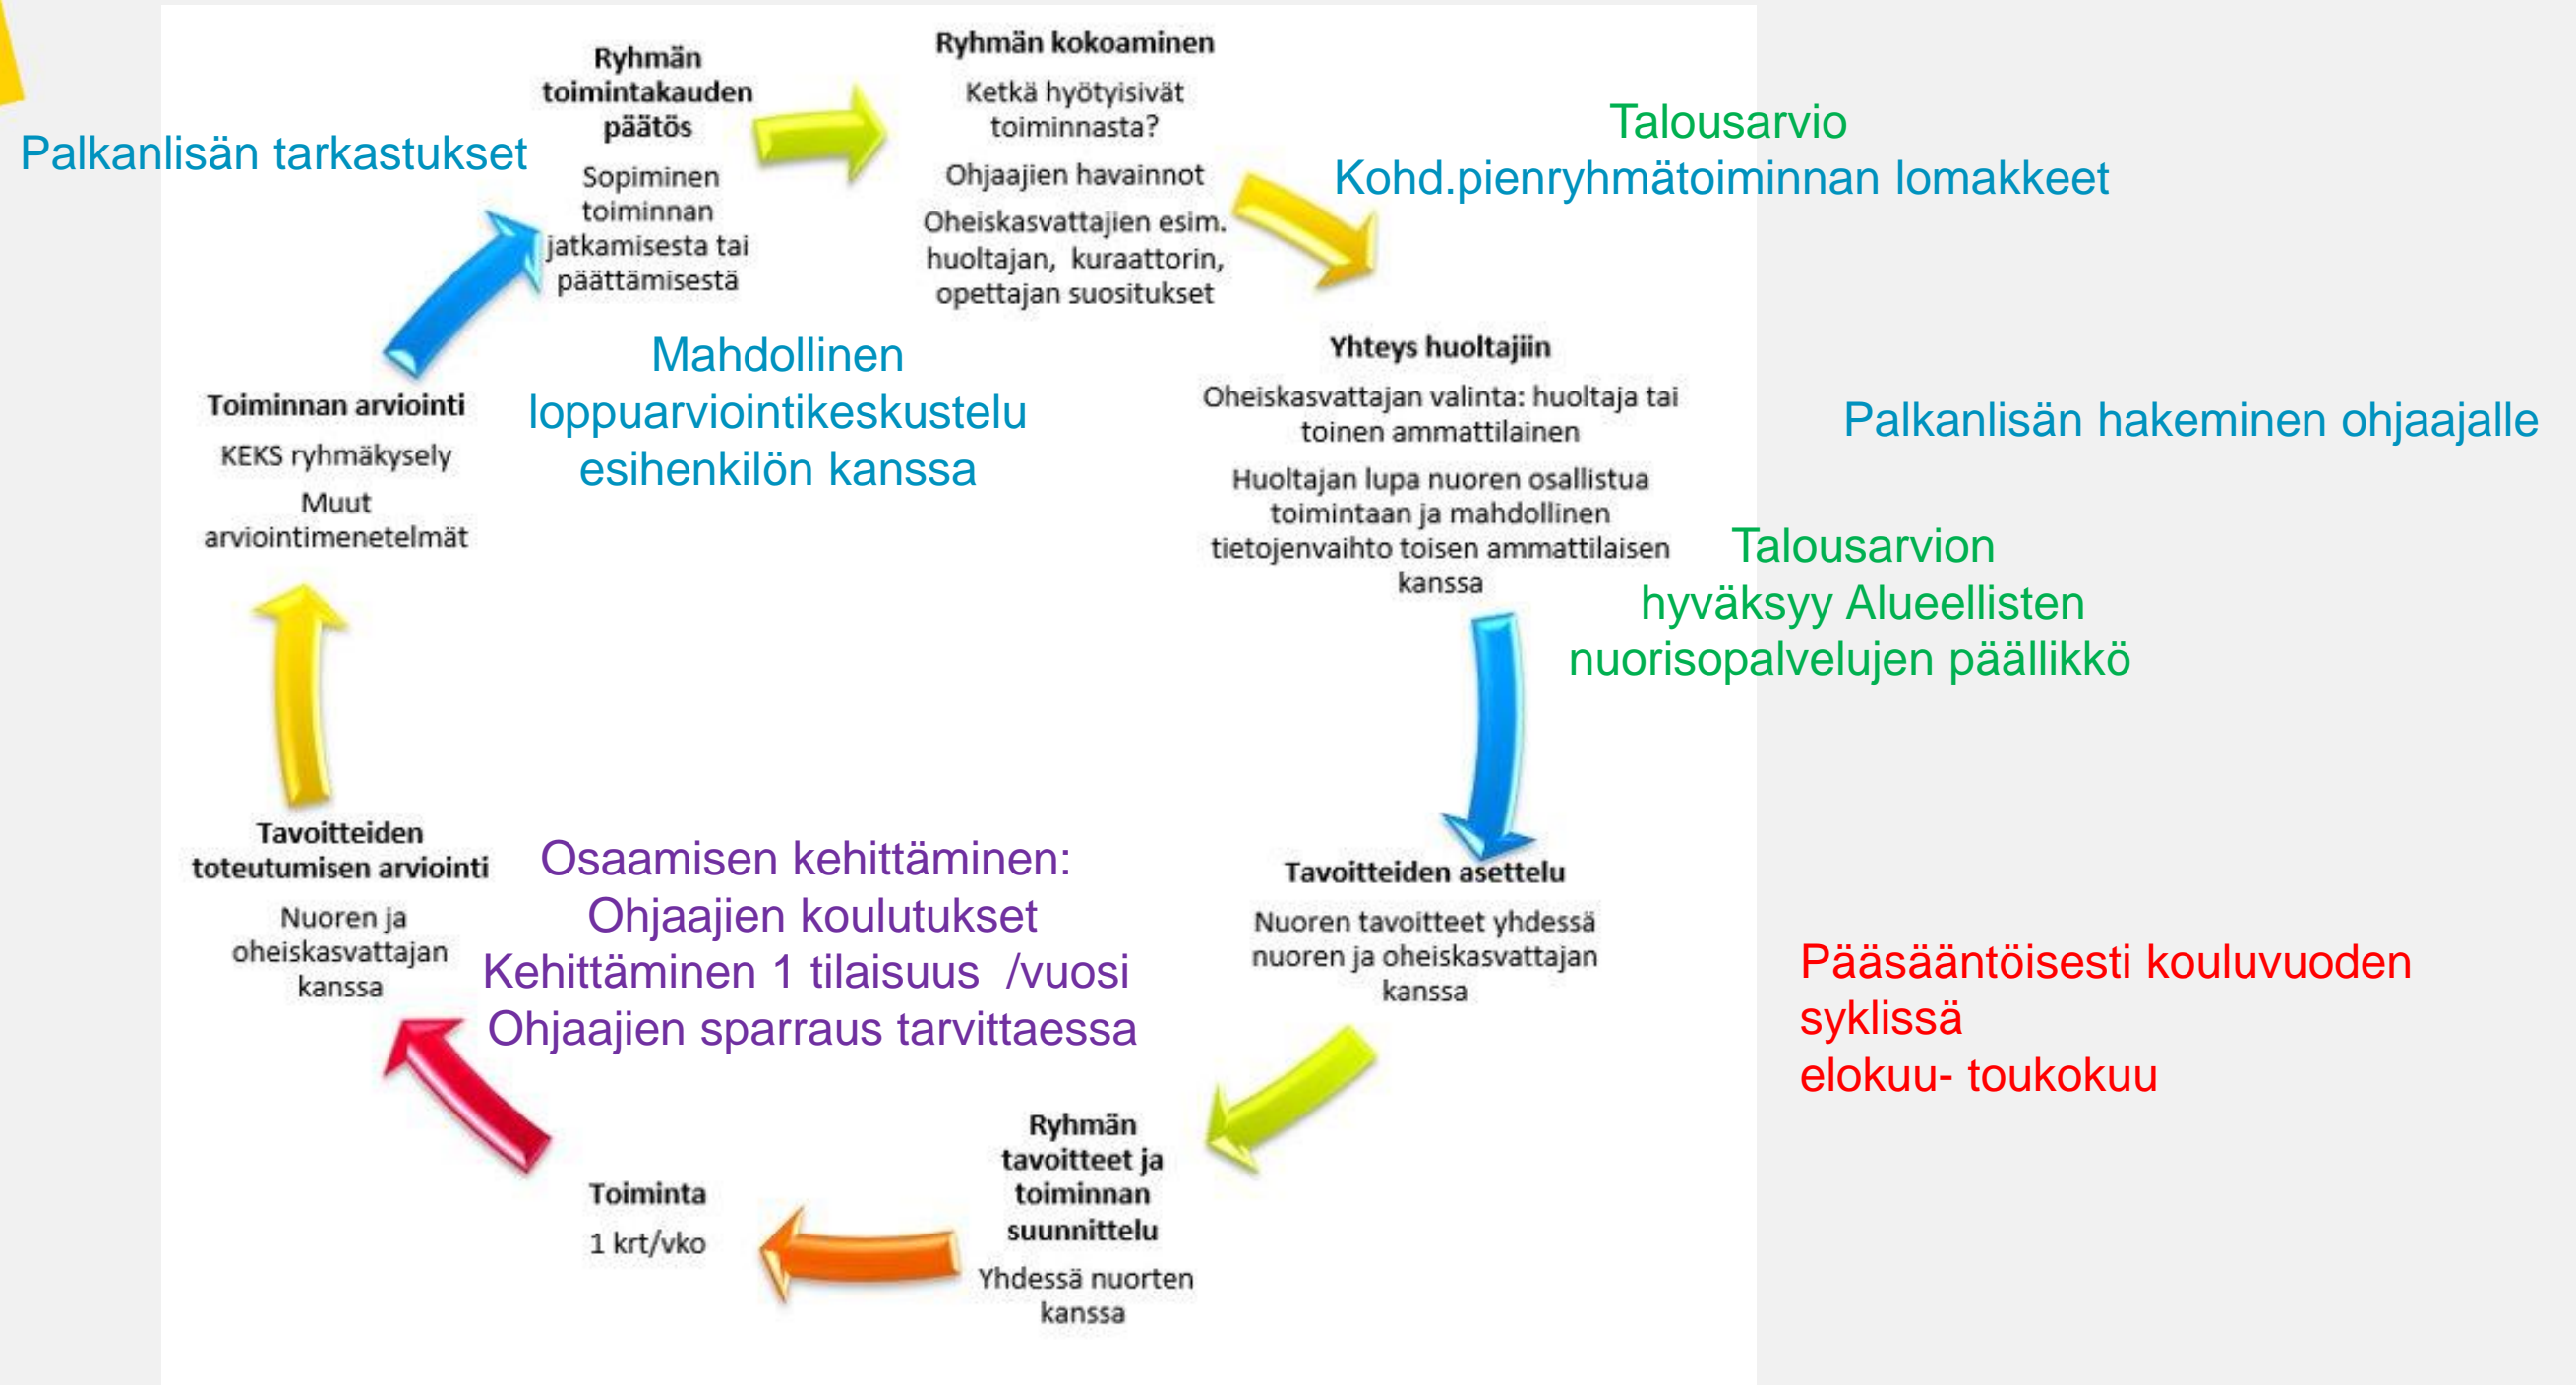 Ryhmän
toimintakauden
päätös
Sopiminen
toiminnan
jatkamisesta tai
päättämisestä
Ryhmän kokoaminen
Ketkä hyötyisivät
toiminnasta?
Ohjaajien havainnot
Oheiskasvattajien esim.
huoltajan, kuraattorin,
opettajan suositukset
Talousarvio
Kohd.pienryhmätoiminnan lomakkeet
Palkanlisän tarkastukset
Yhteys huoltajiin
Oheiskasvattajan valinta: huoltaja tai
toinen ammattilainen
Huoltajan lupa nuoren osallistua
toimintaan ja mahdollinen
tietojenvaihto toisen ammattilaisen
kanssa
Palkanlisän hakeminen ohjaajalle
Talousarvion
hyväksyy Alueellisten
nuorisopalvelujen päällikkö
Mahdollinen
loppuarviointikeskustelu
esihenkilön kanssa
Toiminnan arviointi
KEKS ryhmäkysely
Muut
arviointimenetelmät
Tavoitteiden
toteutumisen arviointi
Nuoren ja
oheiskasvattajan
kanssa
Osaamisen kehittäminen:
Ohjaajien koulutukset
Kehittäminen 1 tilaisuus /vuosi
Ohjaajien sparraus tarvittaessa
Tavoitteiden asettelu
Nuoren tavoitteet yhdessä
nuoren ja oheiskasvattajan
kanssa
Pääsääntöisesti kouluvuoden
syklissä
elokuu- toukokuu
Ryhmän
tavoitteet ja
toiminnan
suunnittelu
Yhdessä nuorten
kanssa
Toiminta
1 krt/vko